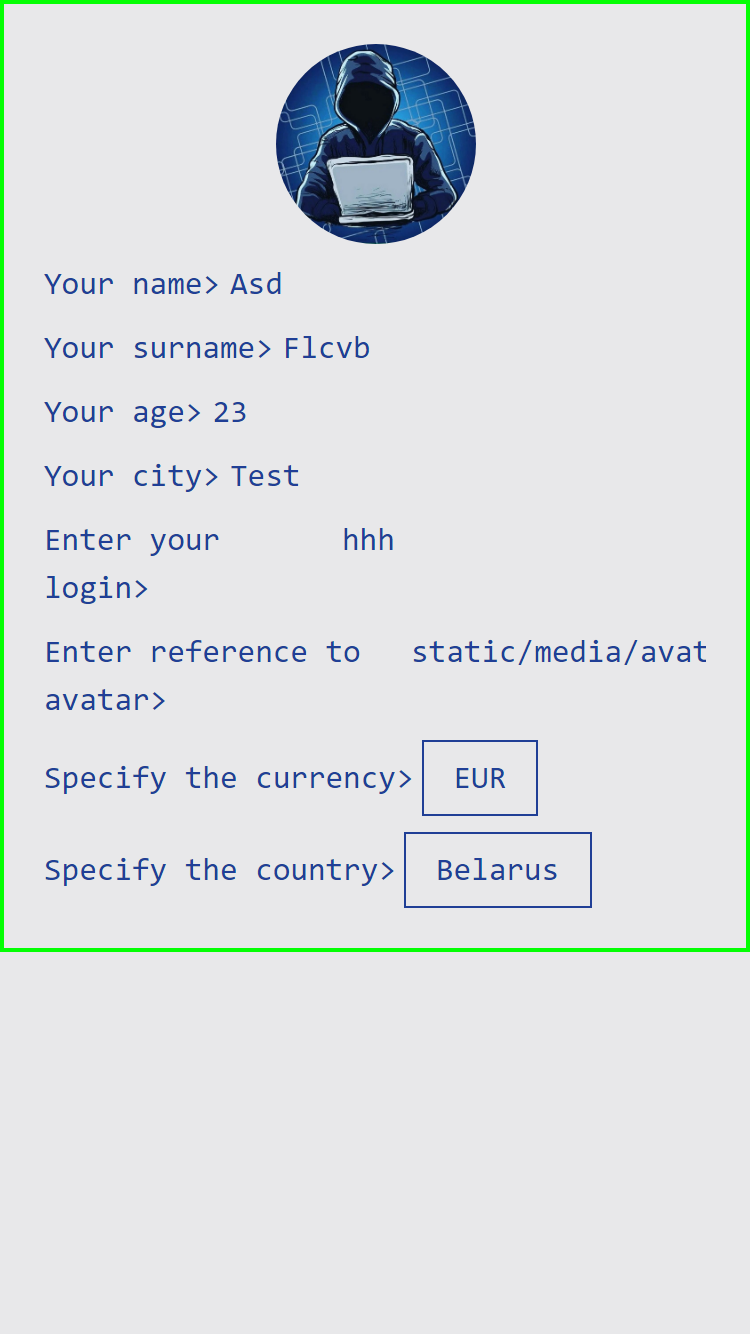 Your name> Asd
Your surname> Flcvb
Your age> 23
Your city> Test
Enter your hhh
login>
Enter reference to static/media/avat
avatar>
Specify the currency> EUR
Specify the country> Belarus